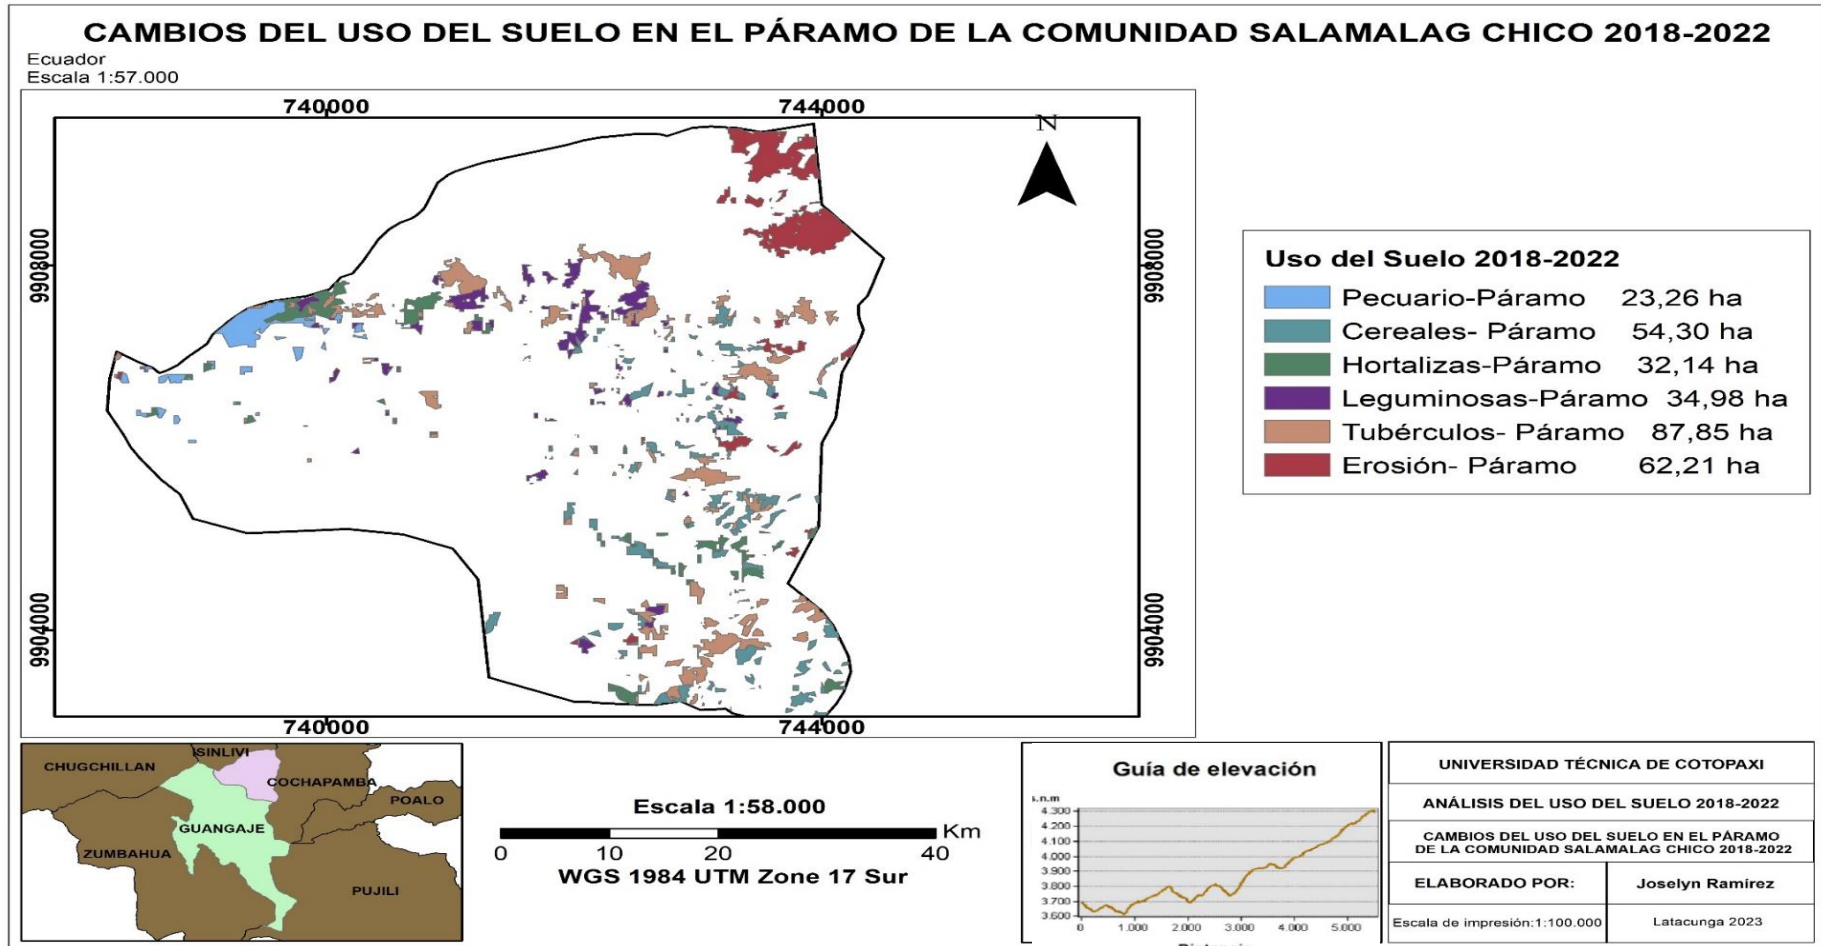 CAMBIOS DEL USO DEL SUELO EN EL PÁRAMO DE LA COMUNIDAD SALAMALAG CHICO 2018-2022
Ecuador
Escala 1:57.000
740000
744000
N
9908000
9908000
9904000
9904000
740000
744000
Uso del Suelo 2018-2022
Pecuario-Páramo 23,26 ha
Cereales- Páramo 54,30 ha
Hortalizas-Páramo 32,14 ha
Leguminosas-Páramo 34,98 ha
Tubérculos- Páramo 87,85 ha
Erosión- Páramo 62,21 ha
ISINLIVI
CHUGCHILLAN
COCHAPAMBA
POALO
GUANGAJE
ZUMBAHUA
PUJILI
Escala 1:58.000
Km
0 10 20 40
WGS 1984 UTM Zone 17 Sur
Guía de elevación
s.n.m
4.300
4.200
4.100
4.000
3.900
3.800
3.700
3.600
0 1.000 2.000 3.000 4.000 5.000
UNIVERSIDAD TÉCNICA DE COTOPAXI
ANÁLISIS DEL USO DEL SUELO 2018-2022
CAMBIOS DEL USO DEL SUELO EN EL PÁRAMO
DE LA COMUNIDAD SALAMALAG CHICO 2018-2022
ELABORADO POR:
Joselyn Ramírez
Escala de impresión:1:100.000
Latacunga 2023